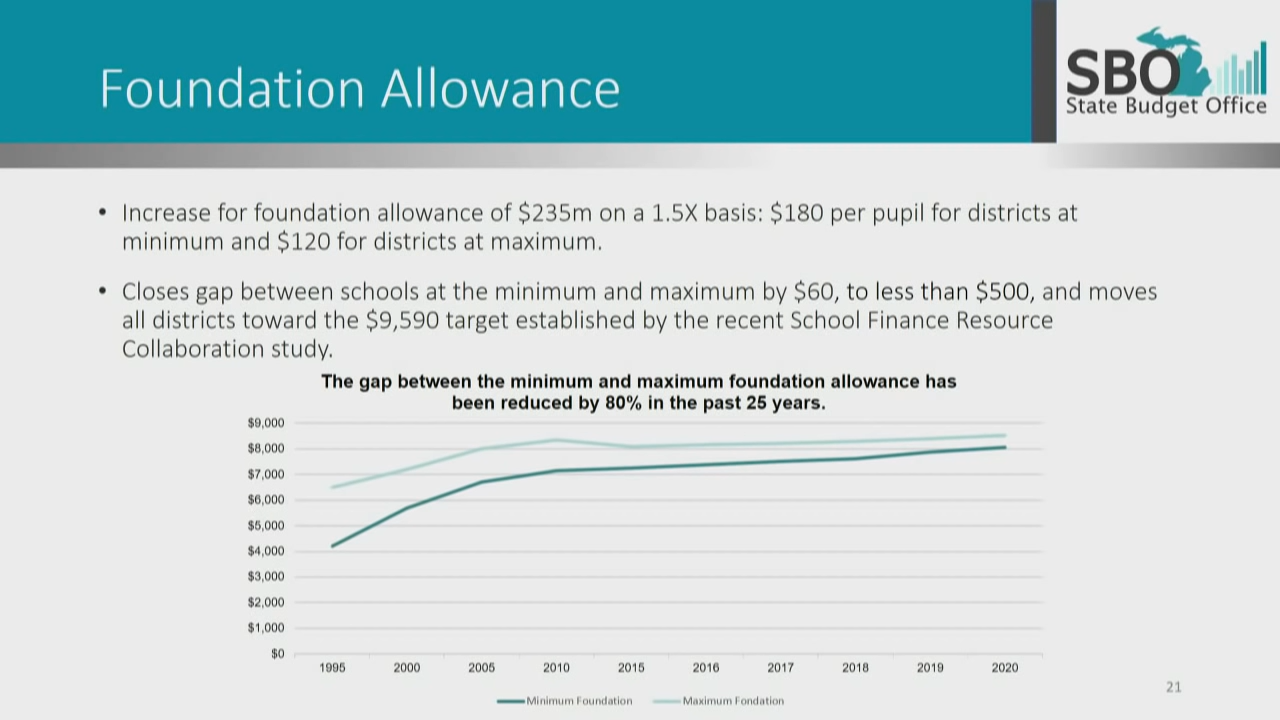 Foundation Allowance
SBO
State Budget Office
• Increase for foundation allowance of $235m on a 1.5X basis: $180 per pupil for districts at
minimum and $120 for districts at maximum.
• Closes gap between schools at the minimum and maximum by $60, to less than $500, and moves
all districts toward the $9,590 target established by the recent School Finance Resource
Collaboration study.
The gap between the minimum and maximum foundation allowance has
been reduced by 80% in the past 25 years.
$9,000
$8,000
$7,000
$6,000
$5,000
$4,000
$3,000
$2,000
$1,000
$0
1995 2000 2005 2010 2015 2016 2017 2018 2019 2020
Minimum Foundation Maximum Fondation
21